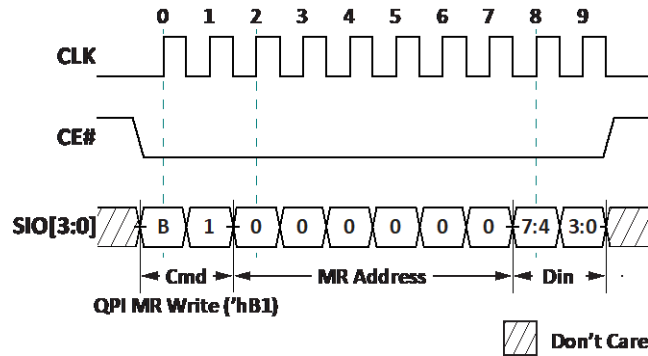 0 1 2 3 4 5 6 7 8 9
CLK
CE#
SIO[3:0] B 1 0 0 0 0 0 0 7:4 3:0
Cmd MR Address Din
QPI MR Write ('hB1)
Don't Care